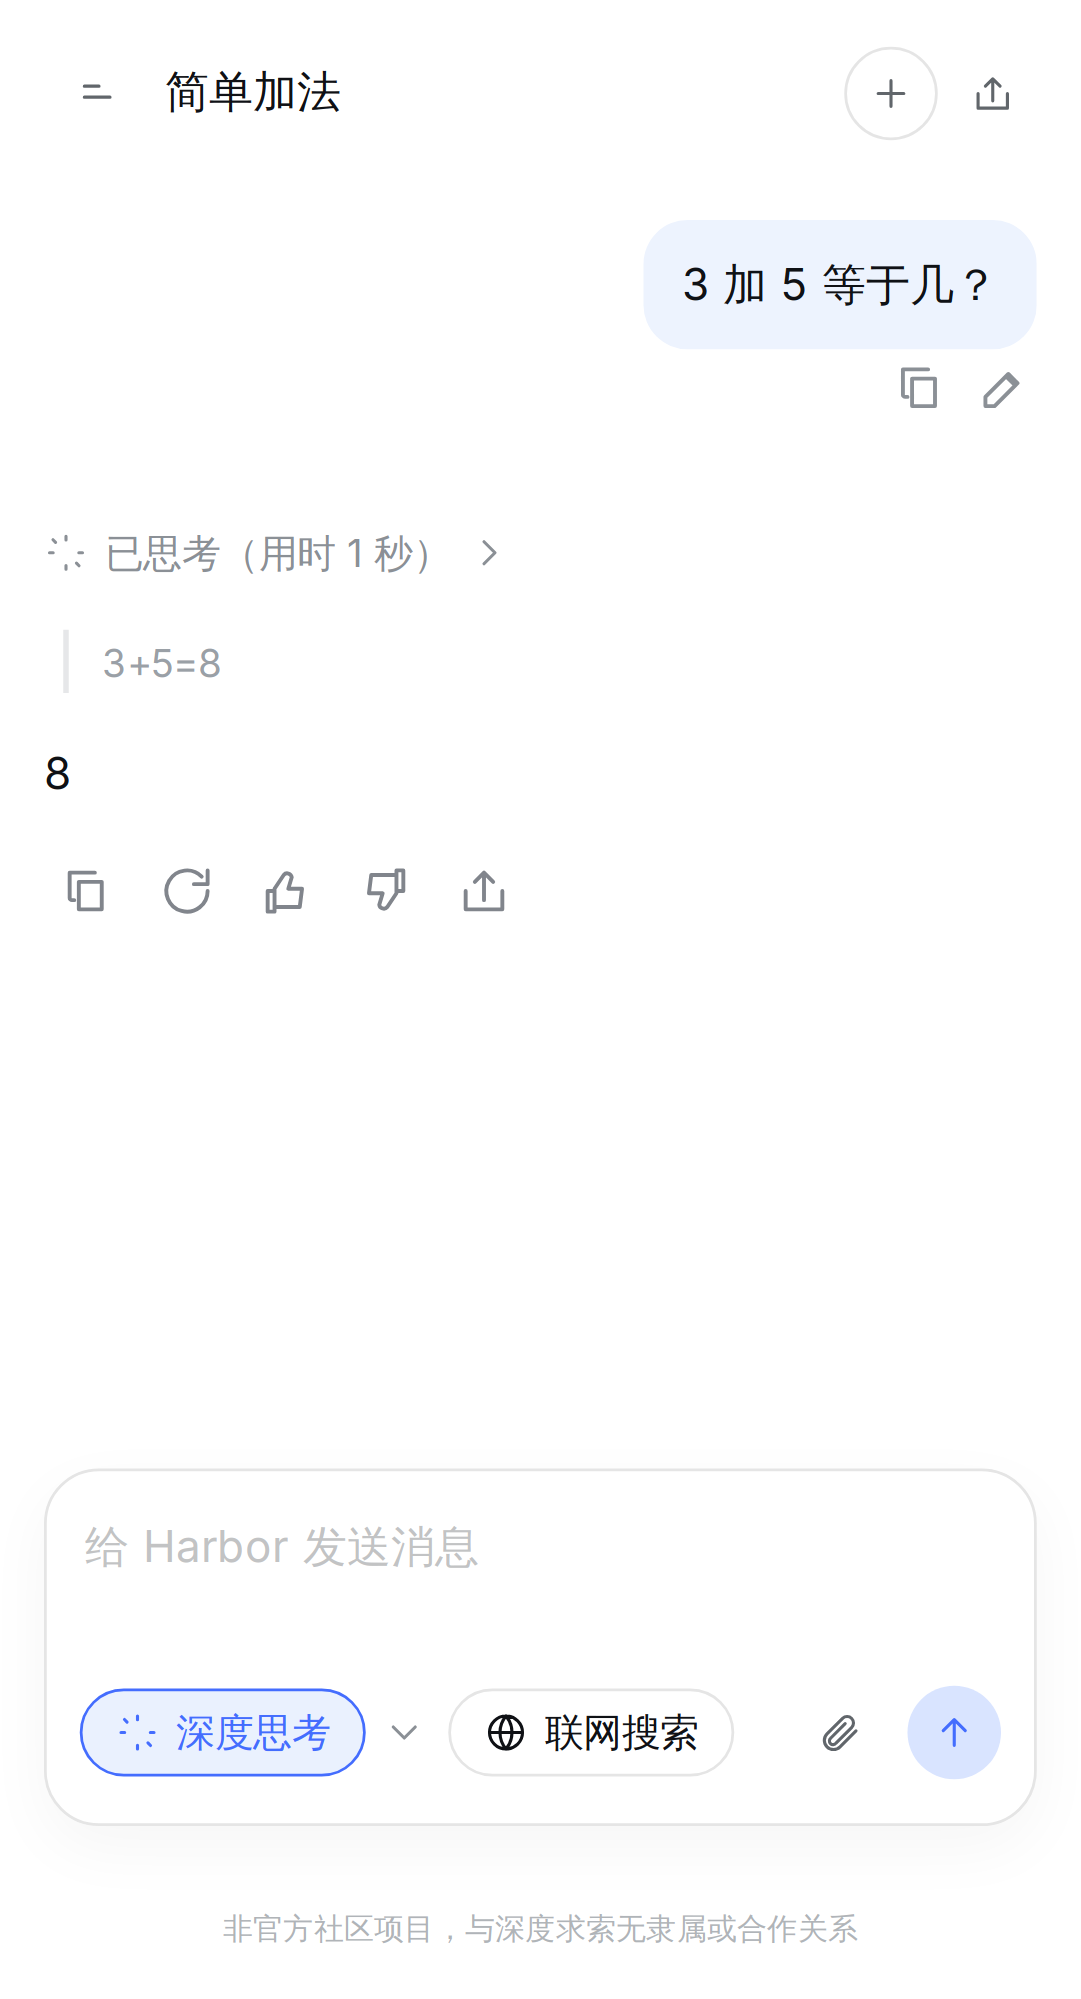 简单加法
3 加 5 等于几？
已思考（用时 1 秒）
3+5=8
8
给 Harbor 发送消息
深度思考
联网搜索
非官方社区项目，与深度求索无隶属或合作关系